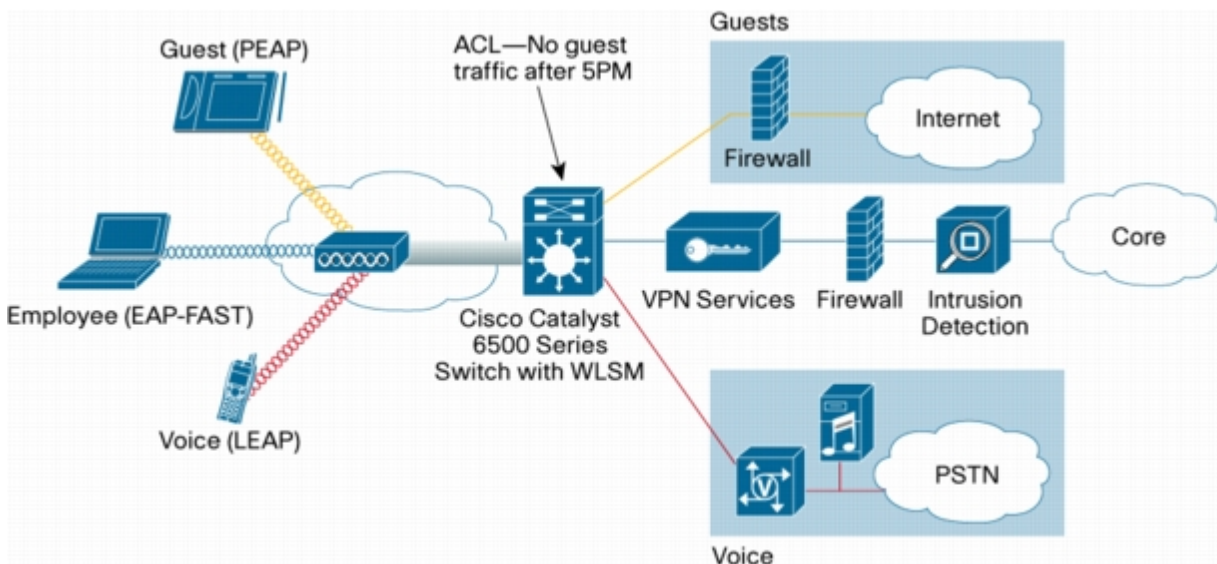 Guest (PEAP)
ACL—No guest
traffic after 5PM
Guests
Internet
Firewall
Employee (EAP-FAST)
Voice (LEAP)
Cisco Catalyst
6500 Series
Switch with WLSM
VPN Services
Firewall
Intrusion
Detection
Core
V
PSTN
Voice